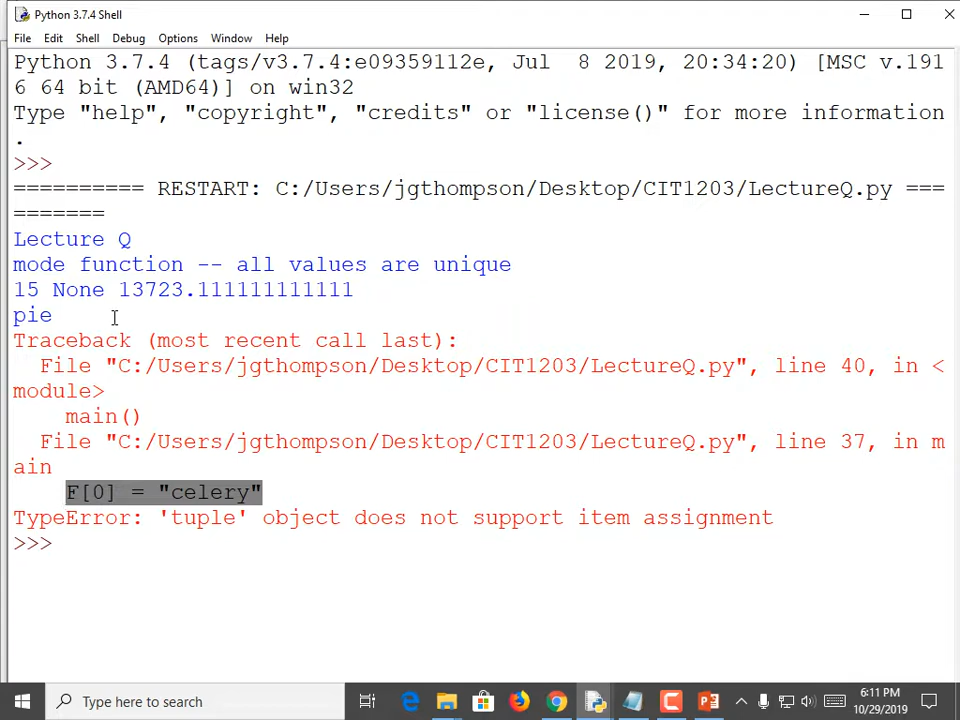 Python 3.7.4 Shell
File Edit Shell Debug Options Window Help
Python 3.7.4 (tags/v3.7.4:e09359112e, Jul  8 2019, 20:34:20) [MSC v.191
6 64 bit (AMD64)] on win32
Type "help", "copyright", "credits" or "license()" for more information
.
>>>
========== RESTART: C:/Users/jgthompson/Desktop/CIT1203/LectureQ.py ===
=======
Lecture Q
mode function -- all values are unique
15 None 13723.111111111111
pie
Traceback (most recent call last):
  File "C:/Users/jgthompson/Desktop/CIT1203/LectureQ.py", line 40, in <
module>
    main()
  File "C:/Users/jgthompson/Desktop/CIT1203/LectureQ.py", line 37, in m
ain
    F[0] = "celery"
TypeError: 'tuple' object does not support item assignment
>>>
Type here to search
6:11 PM
10/29/2019